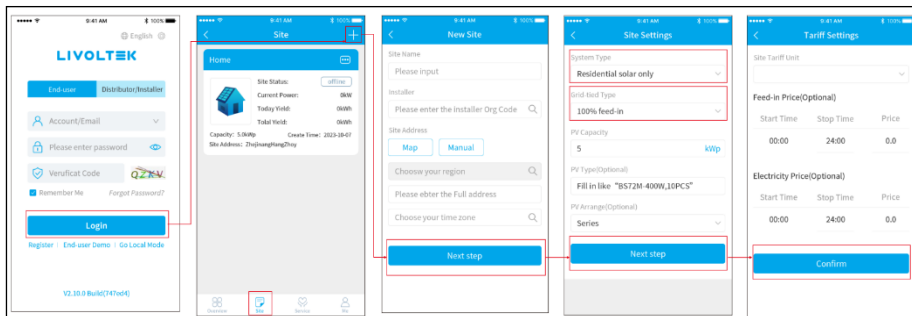 9:41 AM 100%
English
LIVOLTEK
End-user Distributor/Installer
Account/Email
Please enter password
Verificat Code QZKV
Remember Me Forgot Password?
Login
Register | End-user Demo | Go Local Mode
V2.10.0 Build(747ed4)
9:41 AM 100%
Site
Home
Site Status: offline
Current Power: 0kW
Today Yield: 0kWh
Total Yield: 0kWh
Capacity: 5.0kWp Create Time: 2023-10-07
Site Address: ZhejinangHangZhoy
Overview Site Service Me
9:41 AM 100%
New Site
Site Name
Please input
Installer
Please enter the Installer Org Code
Site Address
Map Manual
Choose your region
Please ebter the Full address
Choose your time zone
Next step
9:41 AM 100%
Site Settings
System Type
Residential solar only
Grid-tied Type
100% feed-in
PV Capacity
5 kWp
PV Type(Optional)
Fill in like "BS72M-400W,10PCS"
PV Arrange(Optional)
Series
Next step
9:41 AM 100%
Tariff Settings
Site Tariff Unit
Feed-in Price(Optional)
Start Time Stop Time Price
00:00 24:00 0.0
Electricity Price(Optional)
Start Time Stop Time Price
00:00 24:00 0.0
Confirm